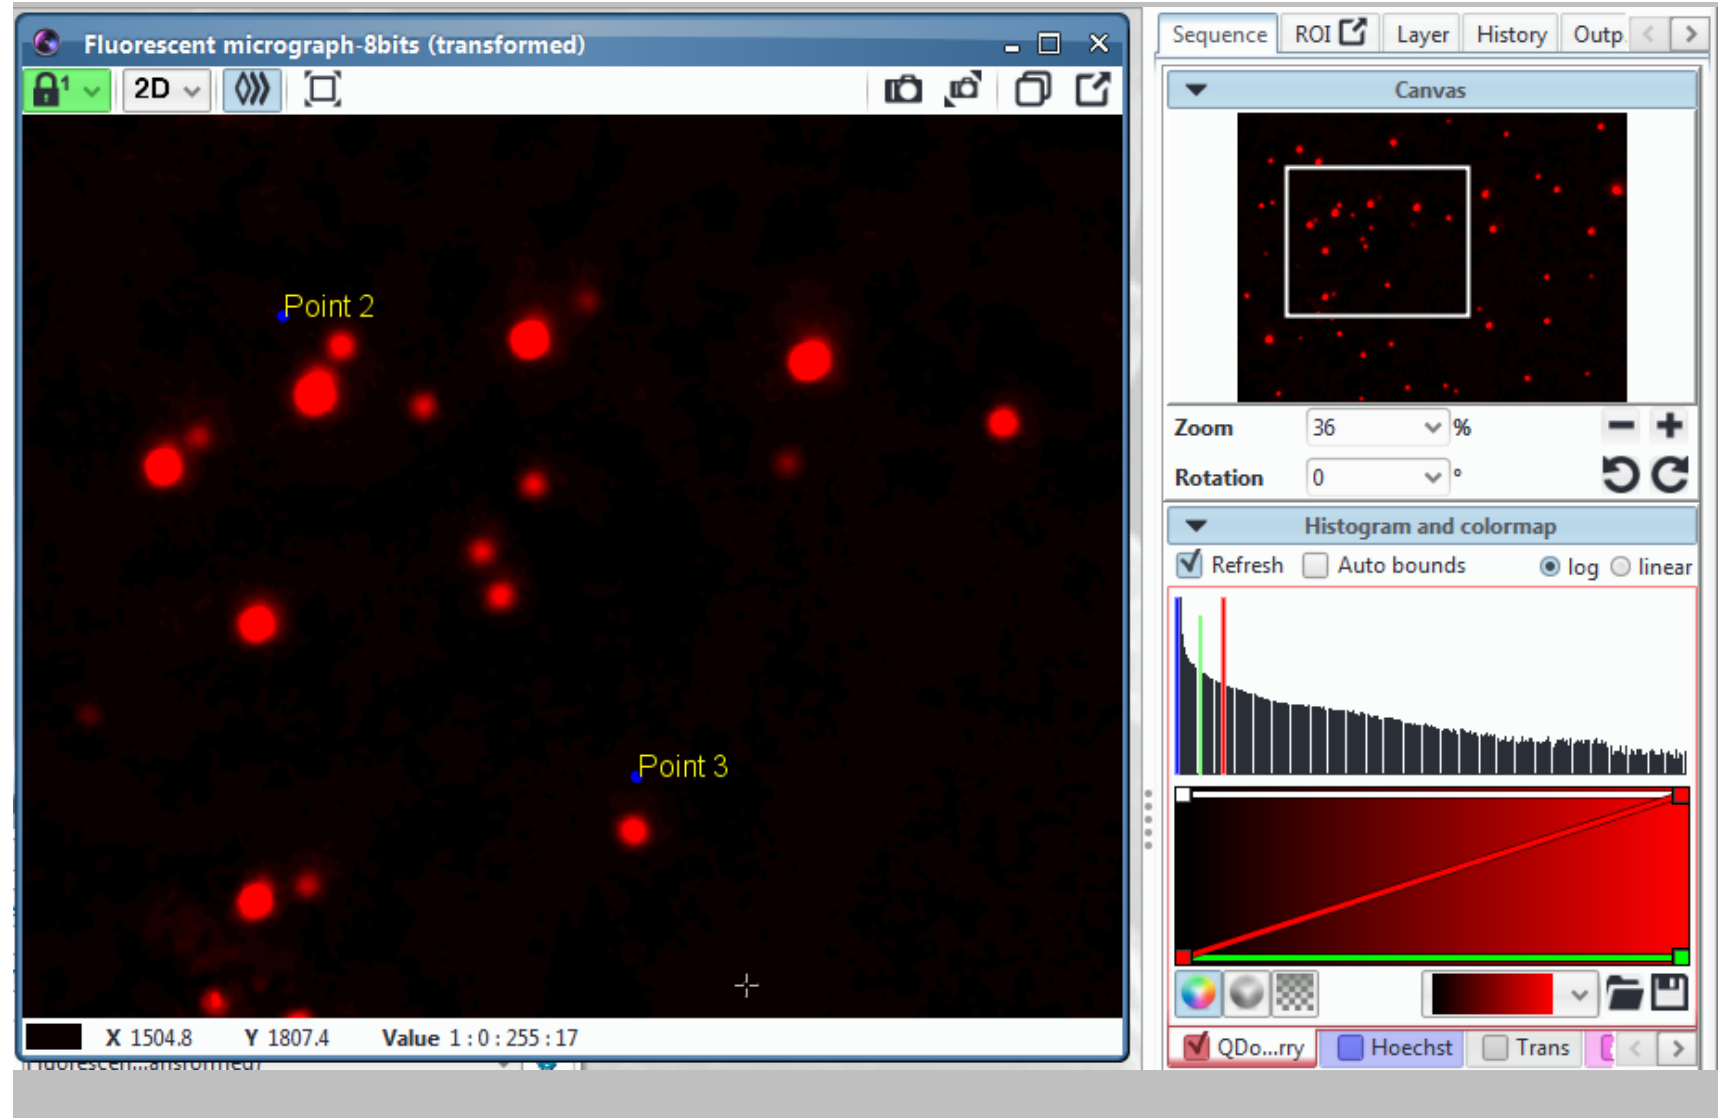 Fluorescent micrograph-8bits (transformed)
1
2D
Point 2
Point 3
X 1504.8 Y 1807.4 Value 1 : 0 : 255 : 17
Sequence ROI Layer History Outp
Canvas
Zoom 36 %
Rotation 0 °
Histogram and colormap
Refresh Auto bounds log linear
QDo...rry Hoechst Trans